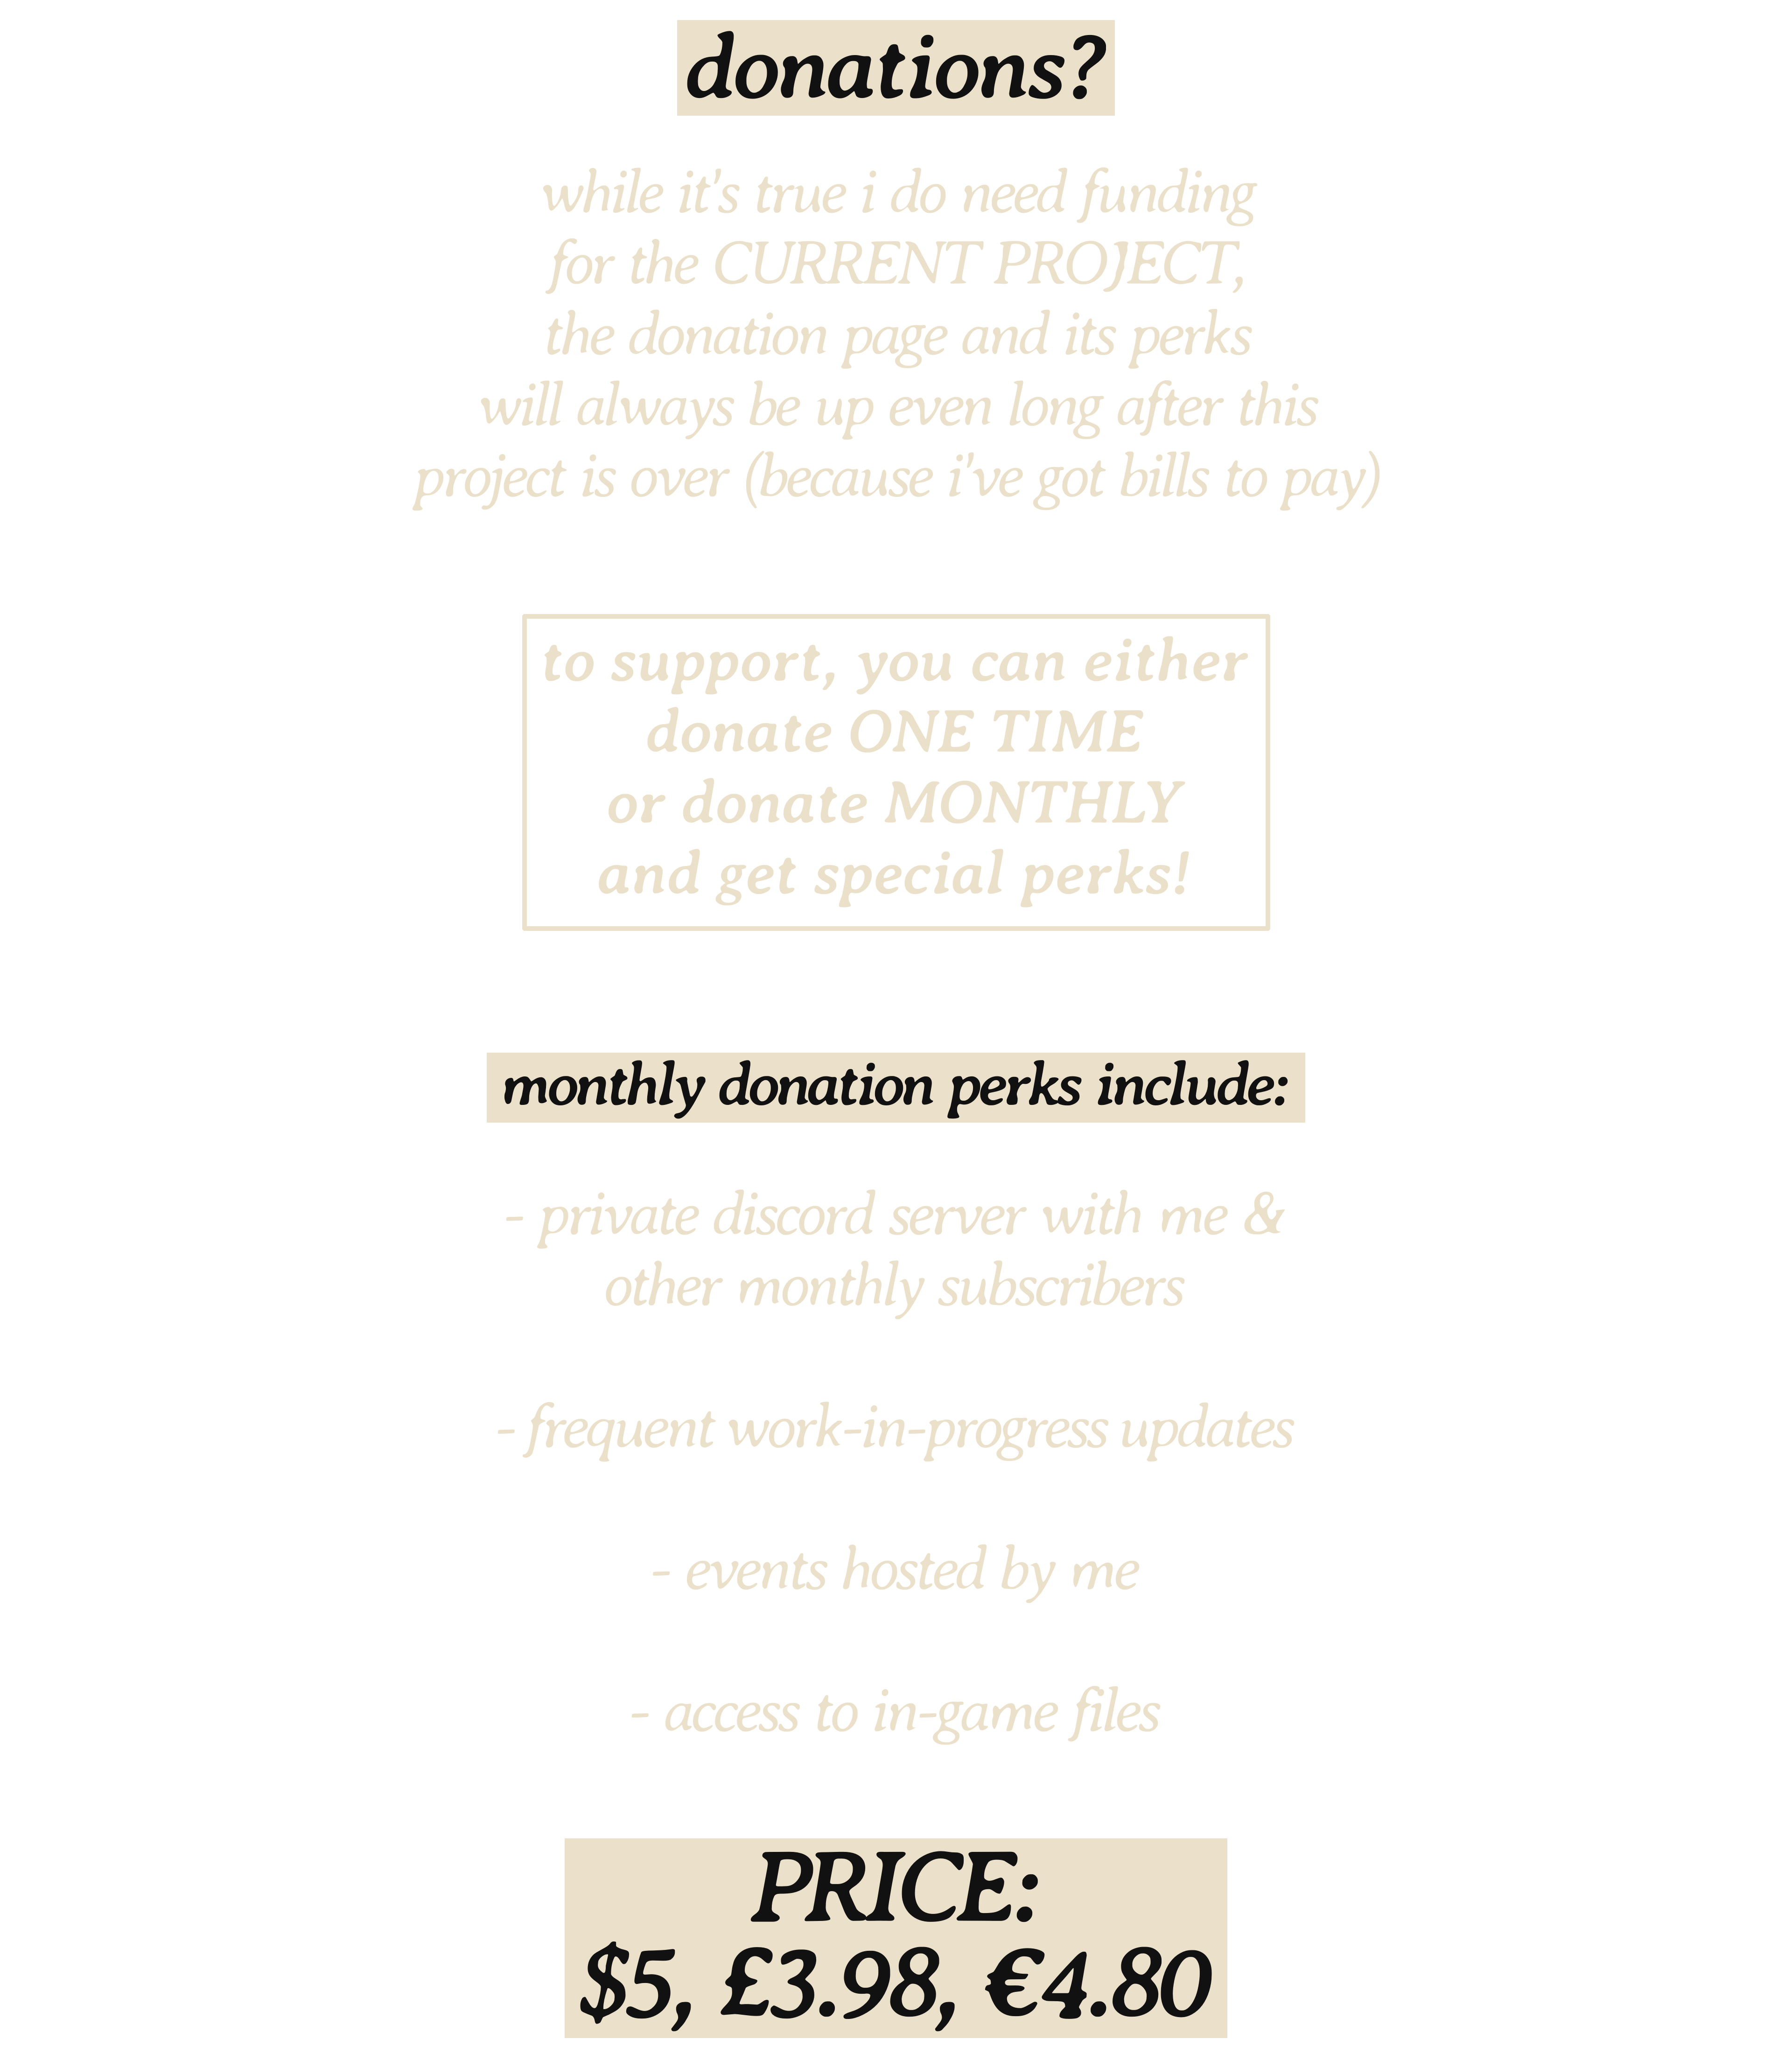 donations?
while it's true i do need funding
for the CURRENT PROJECT,
the donation page and its perks
will always be up even long after this
project is over (because i've got bills to pay)
to support, you can either
donate ONE TIME
or donate MONTHLY
and get special perks!
monthly donation perks include:
- private discord server with me &
other monthly subscribers
- frequent work-in-progress updates
- events hosted by me
- access to in-game files
PRICE:
$5, £3.98, €4.80